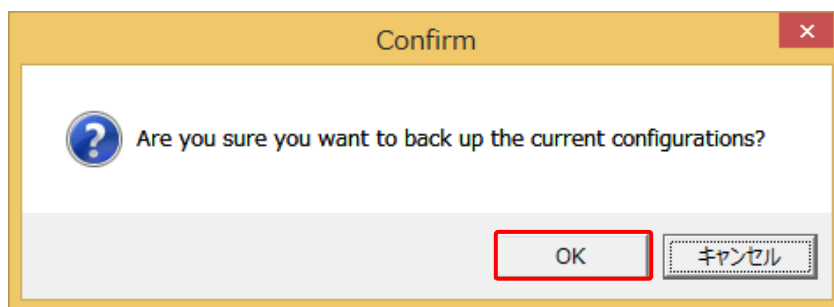 Confirm
Are you sure you want to back up the current configurations?
OK
キャンセル